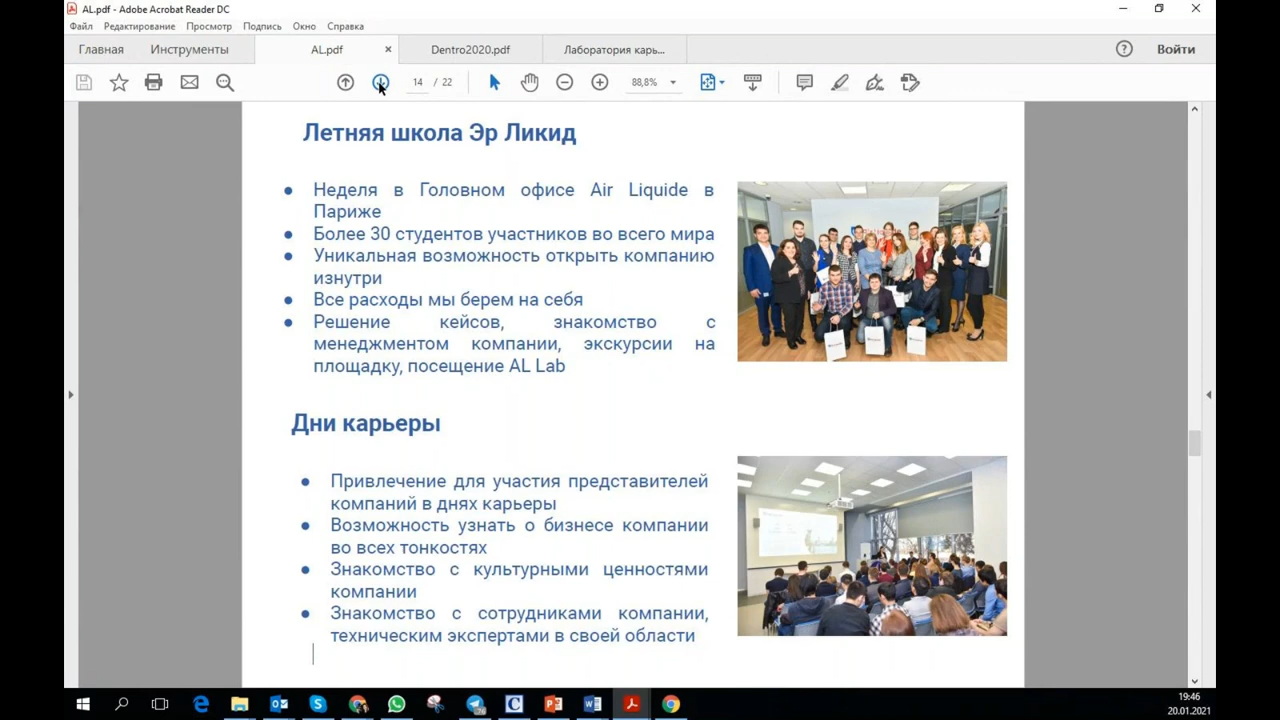 AL.pdf - Adobe Acrobat Reader DC
Файл Редактирование Просмотр Подпись Окно Справка
Главная Инструменты AL.pdf Dentro2020.pdf Лаборатория карь... Войти
14 / 22 88,8%
Летняя школа Эр Ликид
● Неделя в Головном офисе Air Liquide в
Париже
● Более 30 студентов участников во всего мира
● Уникальная возможность открыть компанию
изнутри
● Все расходы мы берем на себя
● Решение кейсов, знакомство с
менеджментом компании, экскурсии на
площадку, посещение AL Lab
Дни карьеры
● Привлечение для участия представителей
компаний в днях карьеры
● Возможность узнать о бизнесе компании
во всех тонкостях
● Знакомство с культурными ценностями
компании
● Знакомство с сотрудниками компании,
техническим экспертами в своей области
19:46
20.01.2021